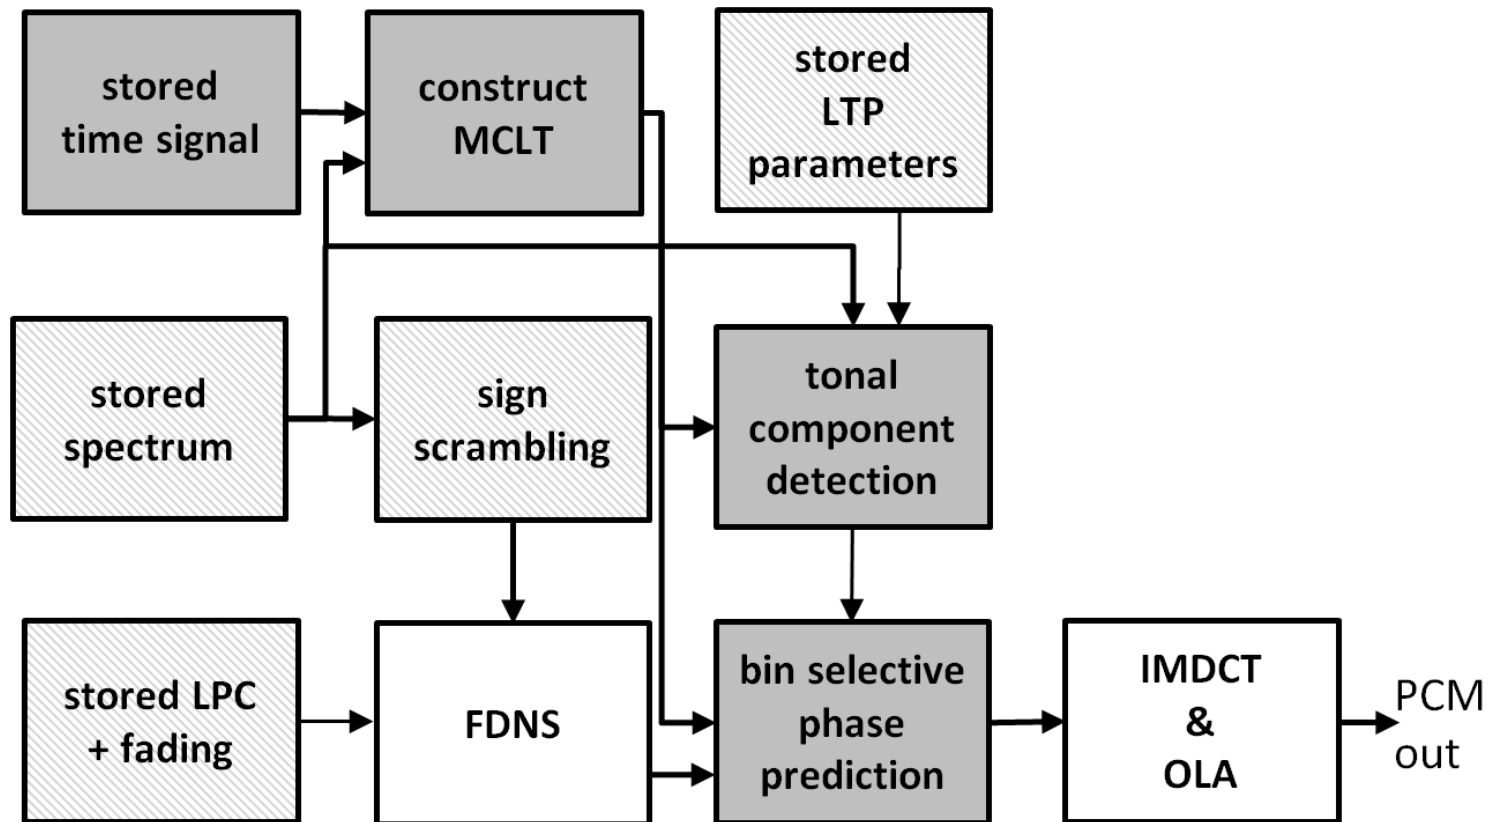 stored
time signal
construct
MCLT
stored
LTP
parameters
stored
spectrum
sign
scrambling
tonal
component
detection
stored LPC
+ fading
FDNS
bin selective
phase
prediction
IMDCT
&
OLA
PCM
out